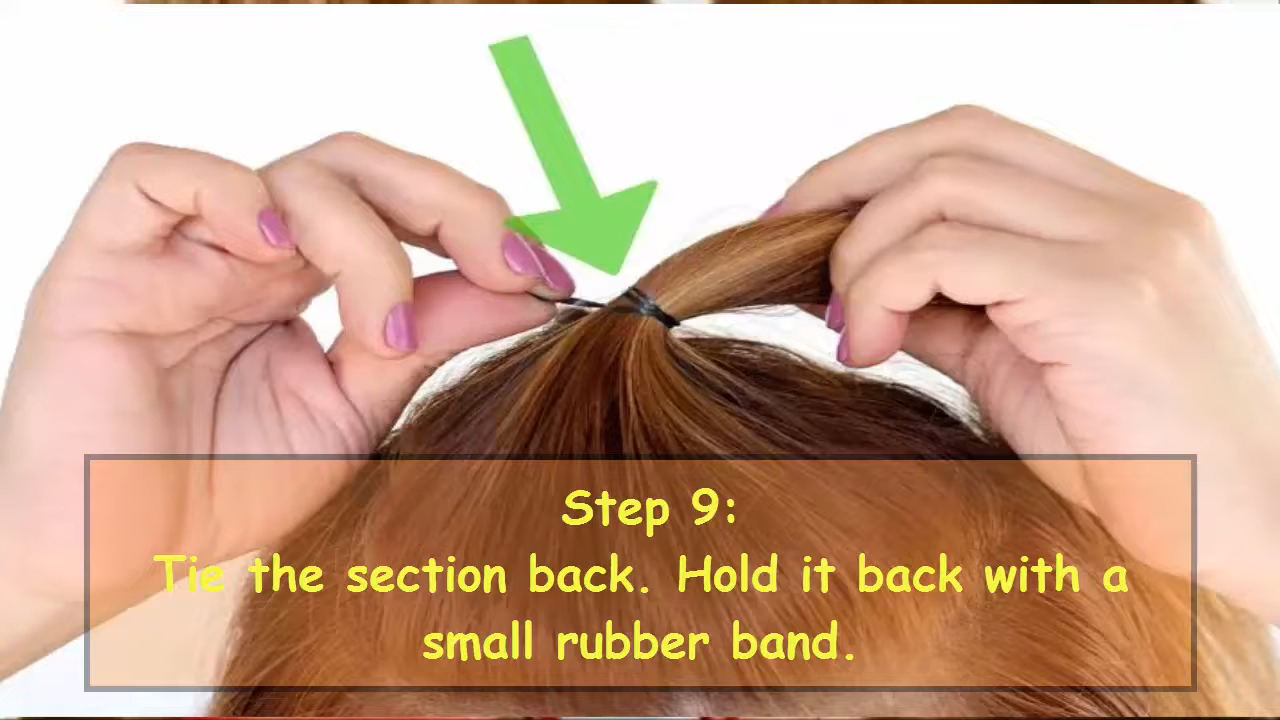 Step 9:
Tie the section back. Hold it back with a
small rubber band.